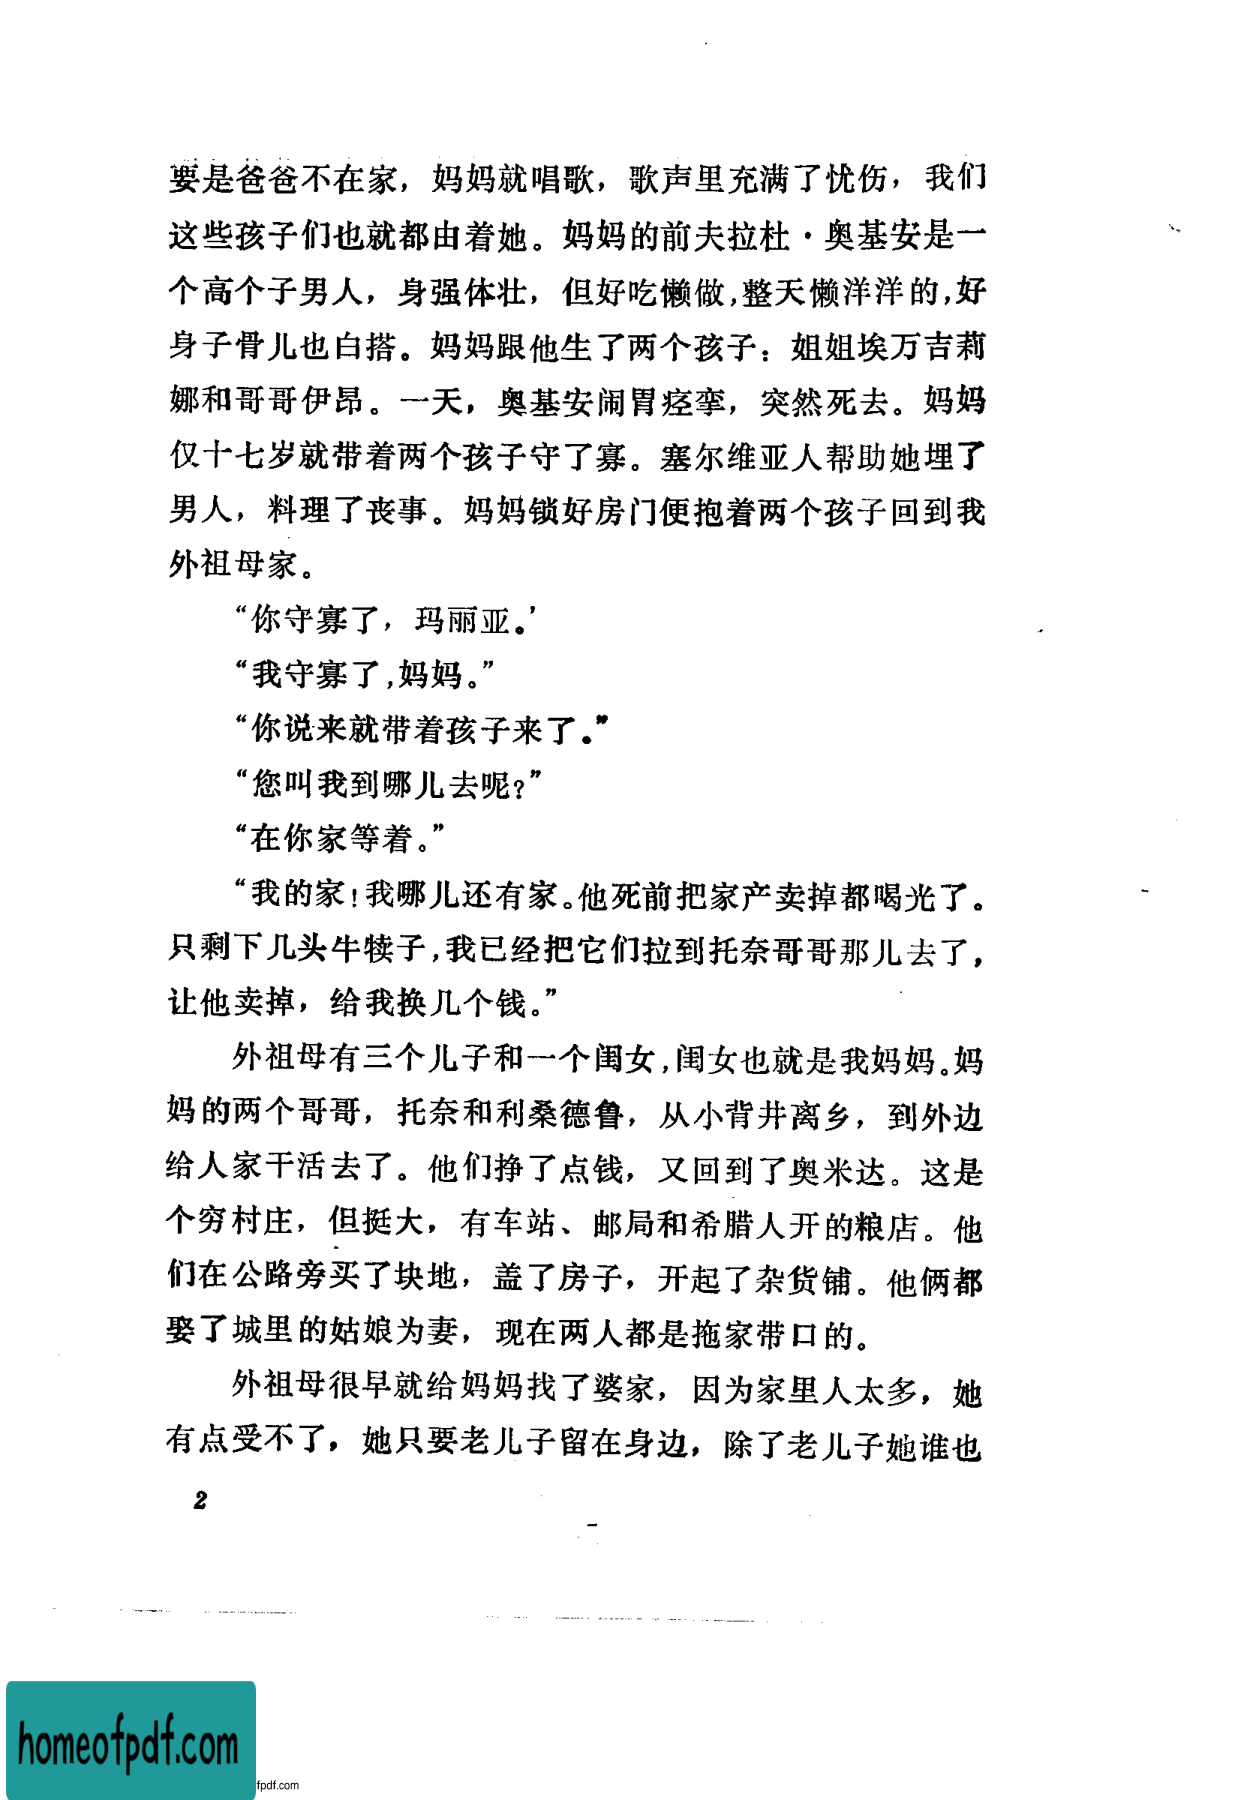 要是爸爸不在家，妈妈就唱歌，歌声里充满了忧伤，我们
这些孩子们也就都由着她。妈妈的前夫拉杜·奥基安是一
个高个子男人，身强体壮，但好吃懒做，整天懒洋洋的，好
身子骨儿也白搭。妈妈跟他生了两个孩子：姐姐埃万吉莉
娜和哥哥伊昂。一天，奥基安闹胃痉挛，突然死去。妈妈
仅十七岁就带着两个孩子守了寡。塞尔维亚人帮助她埋了
男人，料理了丧事。妈妈锁好房门便抱着两个孩子回到我
外祖母家。
“你守寡了，玛丽亚。’
“我守寡了，妈妈。”
“你说来就带着孩子来了。”
“您叫我到哪儿去呢？”
“在你家等着。”
“我的家！我哪儿还有家。他死前把家产卖掉都喝光了。
只剩下几头牛犊子，我已经把它们拉到托奈哥哥那儿去了，
让他卖掉，给我换几个钱。”
外祖母有三个儿子和一个闺女，闺女也就是我妈妈。妈
妈的两个哥哥，托奈和利桑德鲁，从小背井离乡，到外边
给人家干活去了。他们挣了点钱，又回到了奥米达。这是
个穷村庄，但挺大，有车站、邮局和希腊人开的粮店。他
们在公路旁买了块地，盖了房子，开起了杂货铺。他俩都
娶了城里的姑娘为妻，现在两人都是拖家带口的。
外祖母很早就给妈妈找了婆家，因为家里人太多，她
有点受不了，她只要老儿子留在身边，除了老儿子她谁也
2
homeofpdf.com
fpdf.com